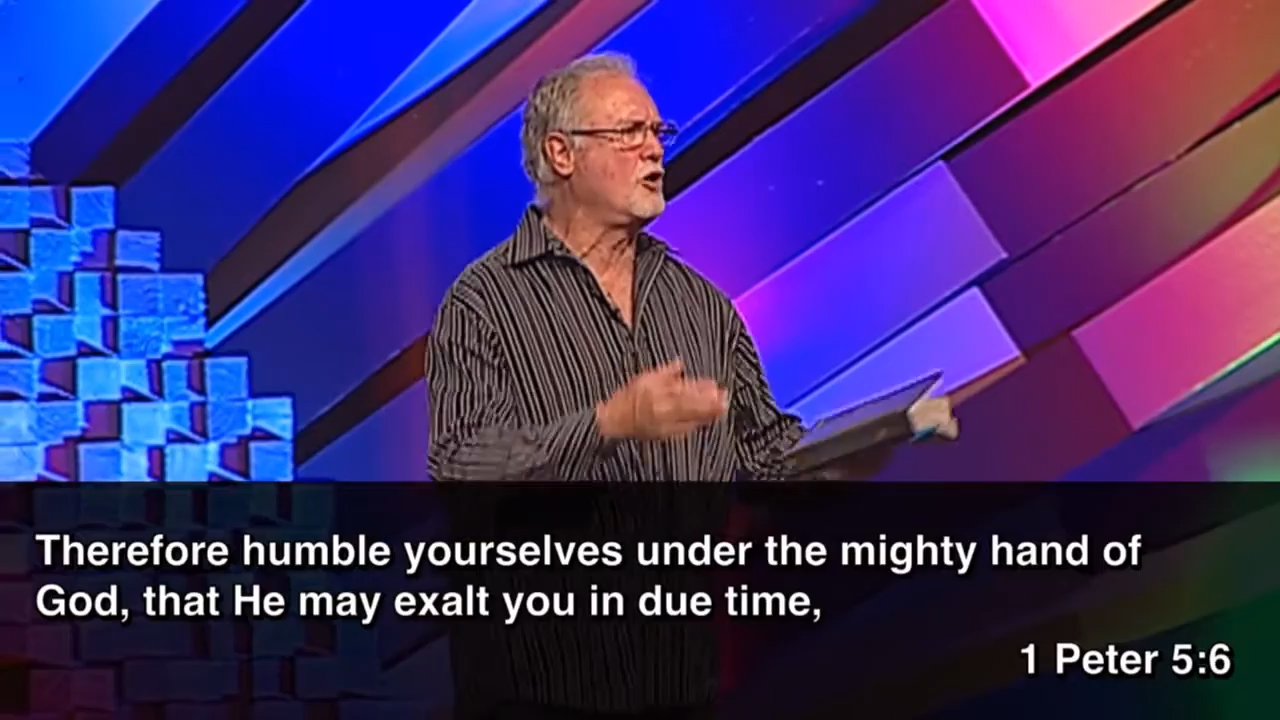 Therefore humble yourselves under the mighty hand of
God, that He may exalt you in due time,
1 Peter 5:6